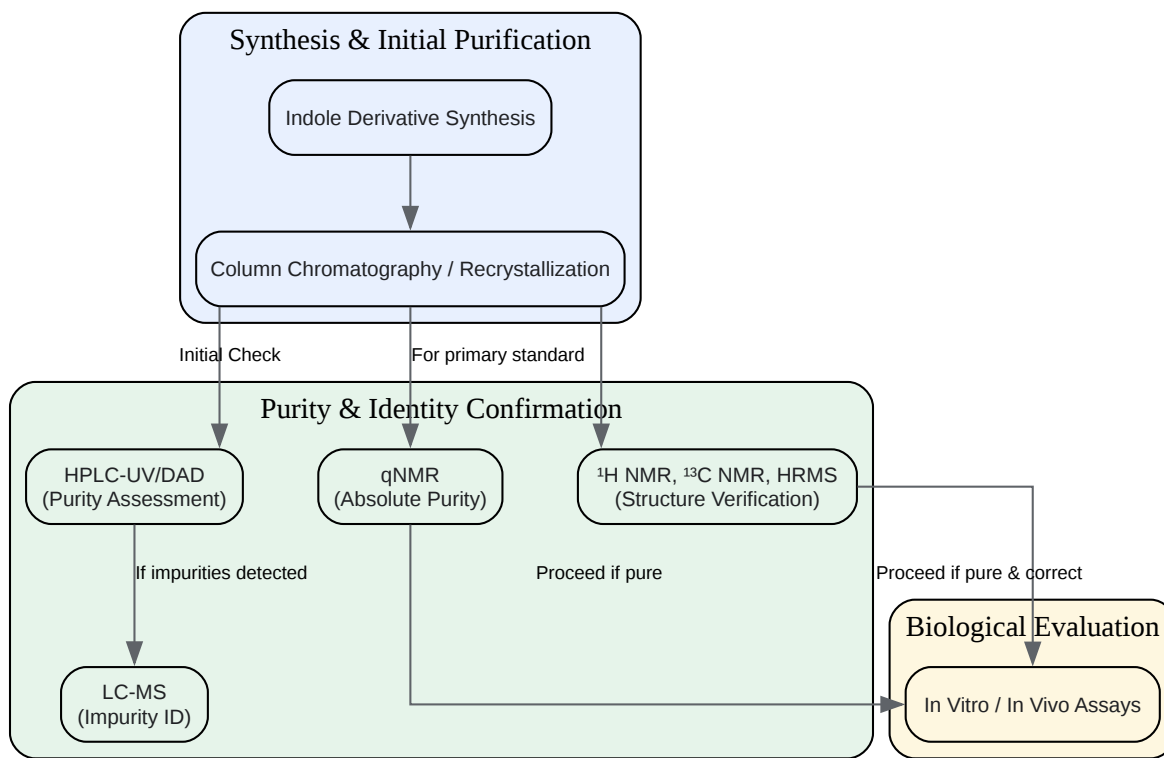 Synthesis & Initial Purification
Indole Derivative Synthesis
Column Chromatography / Recrystallization
Initial Check
For primary standard
Purity & Identity Confirmation
HPLC-UV/DAD
(Purity Assessment)
qNMR
(Absolute Purity)
¹H NMR, ¹³C NMR, HRMS
(Structure Verification)
If impurities detected
Proceed if pure
Proceed if pure & correct
Biological Evaluation
LC-MS
(Impurity ID)
In Vitro / In Vivo Assays